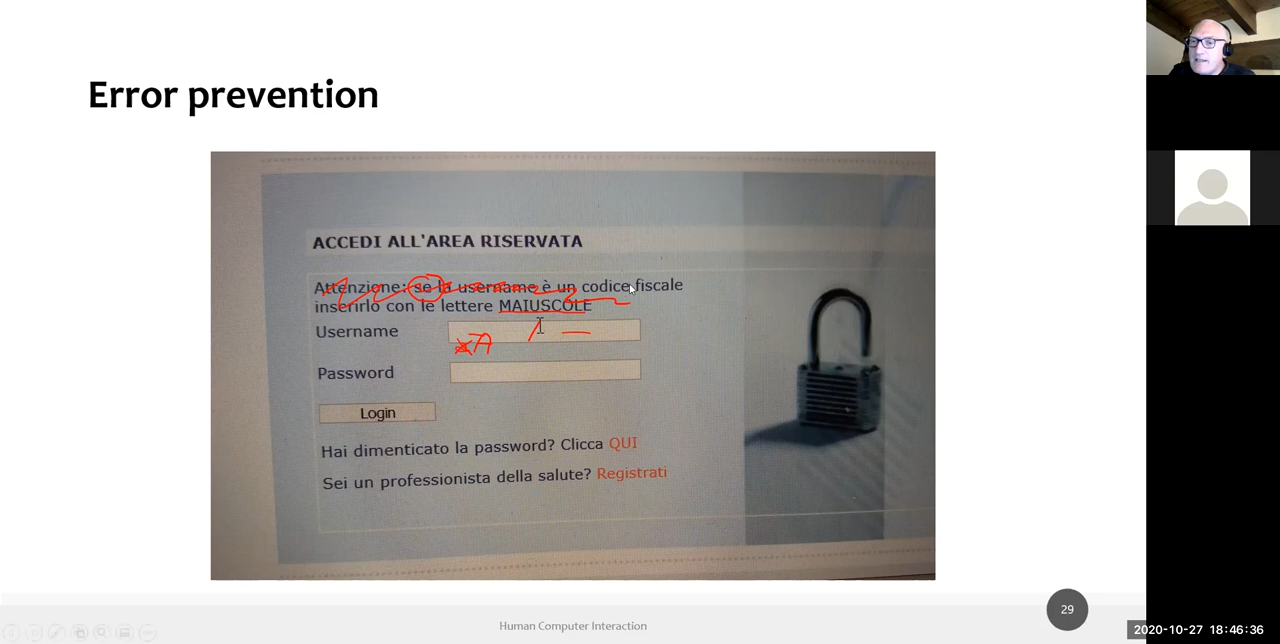 Error prevention
ACCEDI ALL'AREA RISERVATA
Attenzione: se la username è un codice fiscale
inserirlo con le lettere MAIUSCOLE
Username
A
Password
Login
Hai dimenticato la password? Clicca QUI
Sei un professionista della salute? Registrati
Human Computer Interaction
29
2020-10-27 18:46:36